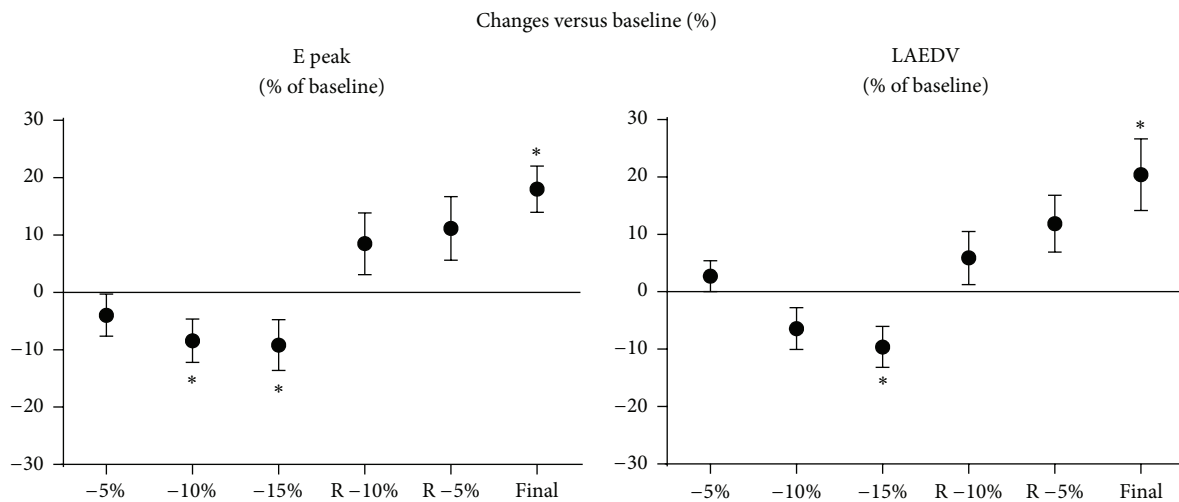 Changes versus baseline (%)
E peak
(% of baseline)
30
20
10
0
−10
−20
−30
*
*
*
−5%
−10%
−15%
R −10%
R −5%
Final
LAEDV
(% of baseline)
30
20
10
0
−10
−20
−30
*
*
−5%
−10%
−15%
R −10%
R −5%
Final